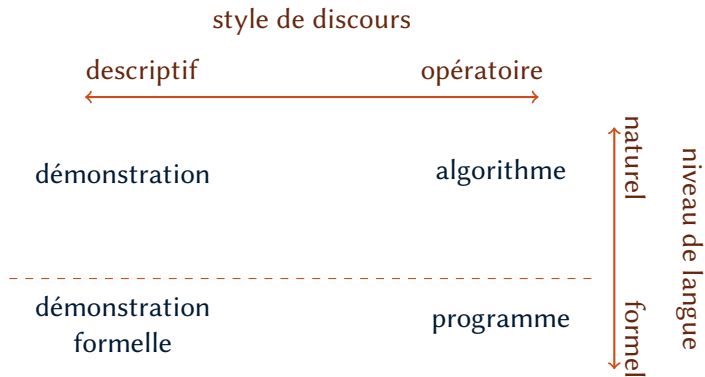 style de discours
descriptif opératoire
démonstration algorithme
naturel
niveau de langue
démonstration
formelle
programme
formel